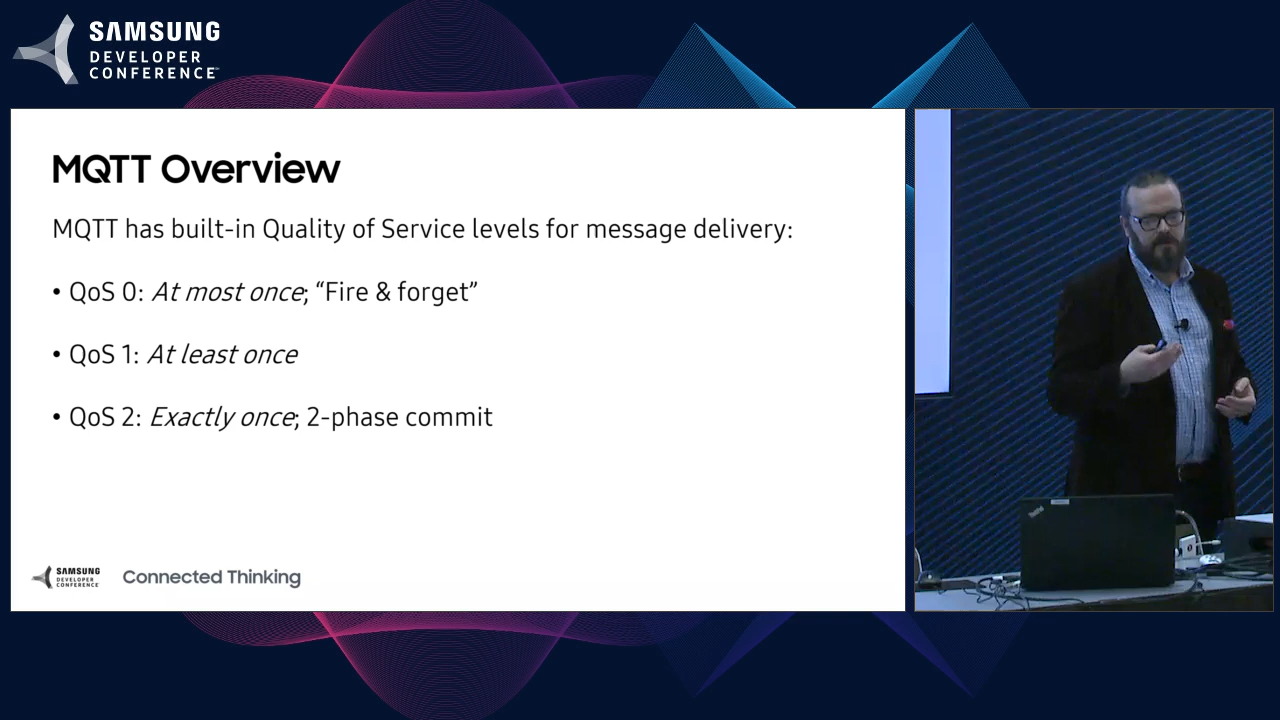 SAMSUNG
DEVELOPER
CONFERENCE
MQTT Overview
MQTT has built-in Quality of Service levels for message delivery:
• QoS 0: At most once; “Fire & forget”
• QoS 1: At least once
• QoS 2: Exactly once; 2-phase commit
SAMSUNG
DEVELOPER
CONFERENCE
Connected Thinking
ThinkPad